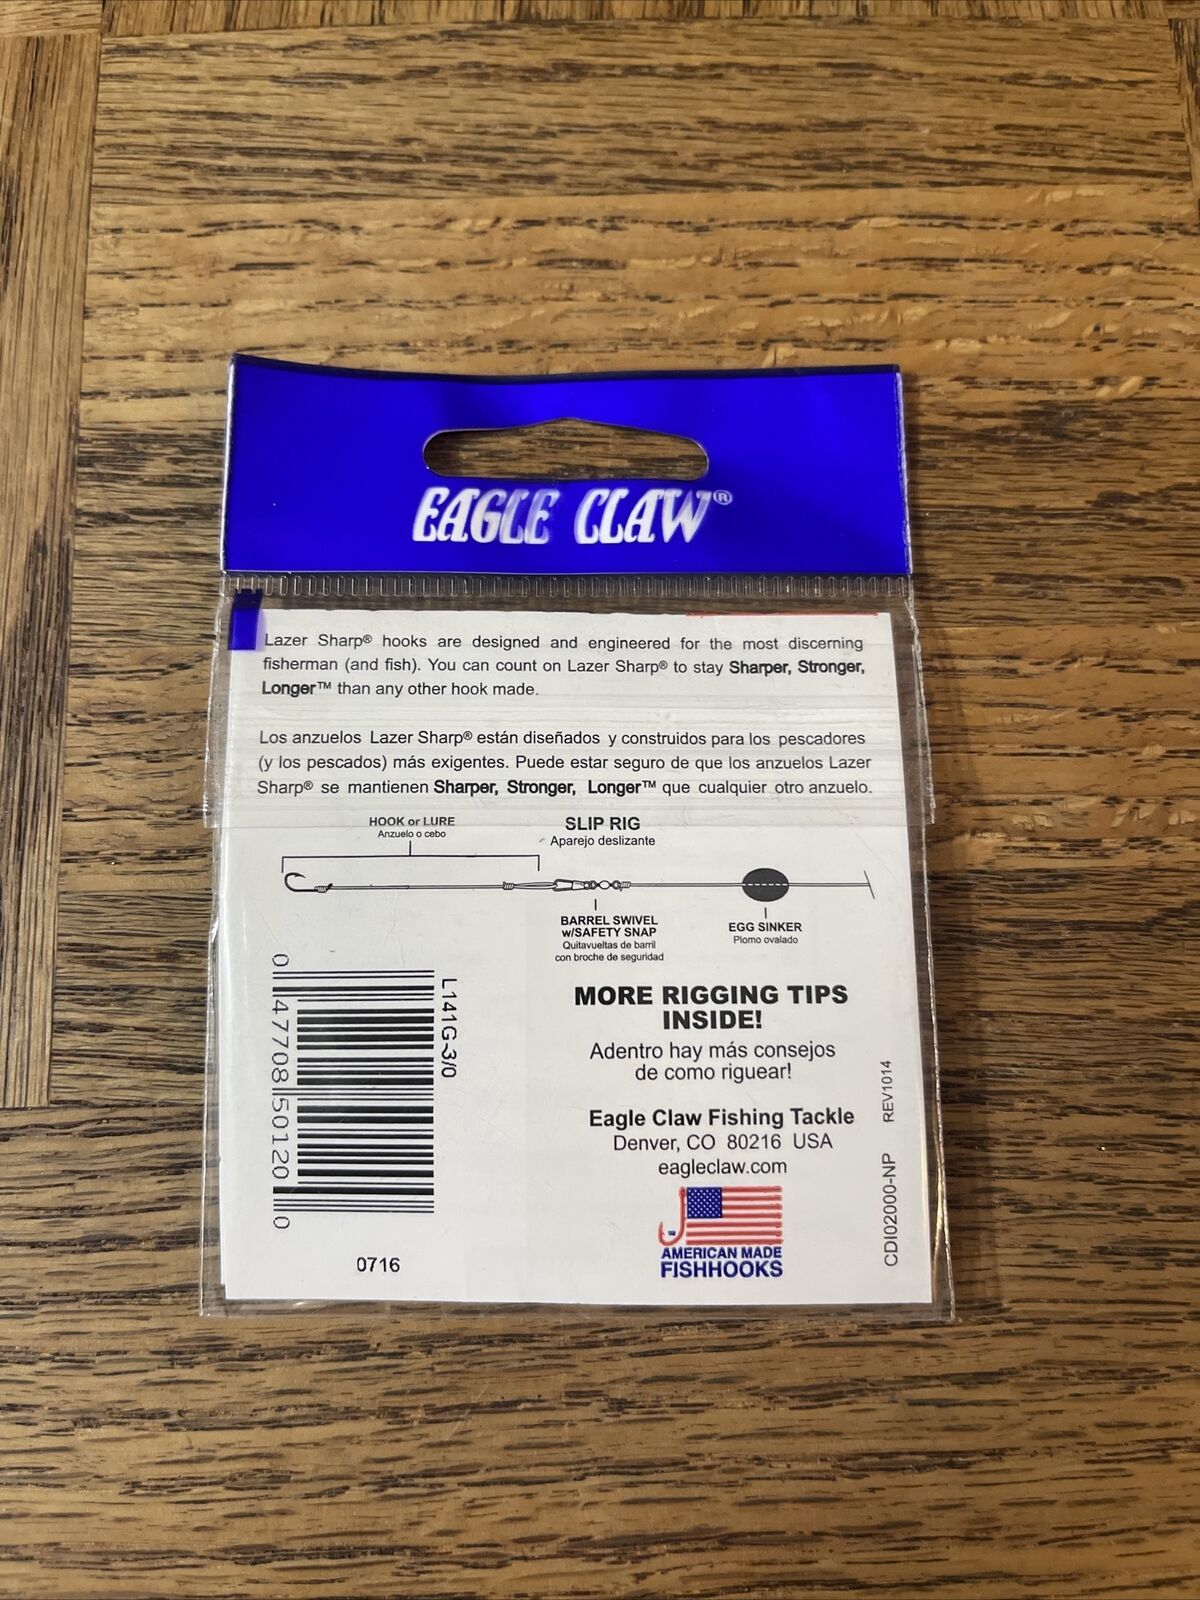 EAGLE CLAW®
Lazer Sharp® hooks are designed and engineered for the most discerning
fisherman (and fish). You can count on Lazer Sharp® to stay Sharper, Stronger,
Longer™ than any other hook made.
Los anzuelos Lazer Sharp® están diseñados y construidos para los pescadores
(y los pescados) más exigentes. Puede estar seguro de que los anzuelos Lazer
Sharp® se mantienen Sharper, Stronger, Longer™ que cualquier otro anzuelo.
HOOK or LURE
Anzuelo o cebo
SLIP RIG
Aparejo deslizante
BARREL SWIVEL
w/SAFETY SNAP
Quitavueltas de barril
con broche de seguridad
EGG SINKER
Plomo ovalado
L141G-3/0
0 47708 50120 0
0716
MORE RIGGING TIPS
INSIDE!
Adentro hay más consejos
de como riguear!
Eagle Claw Fishing Tackle
Denver, CO 80216 USA
eagleclaw.com
AMERICAN MADE
FISHHOOKS
CDI02000-NP REV1014